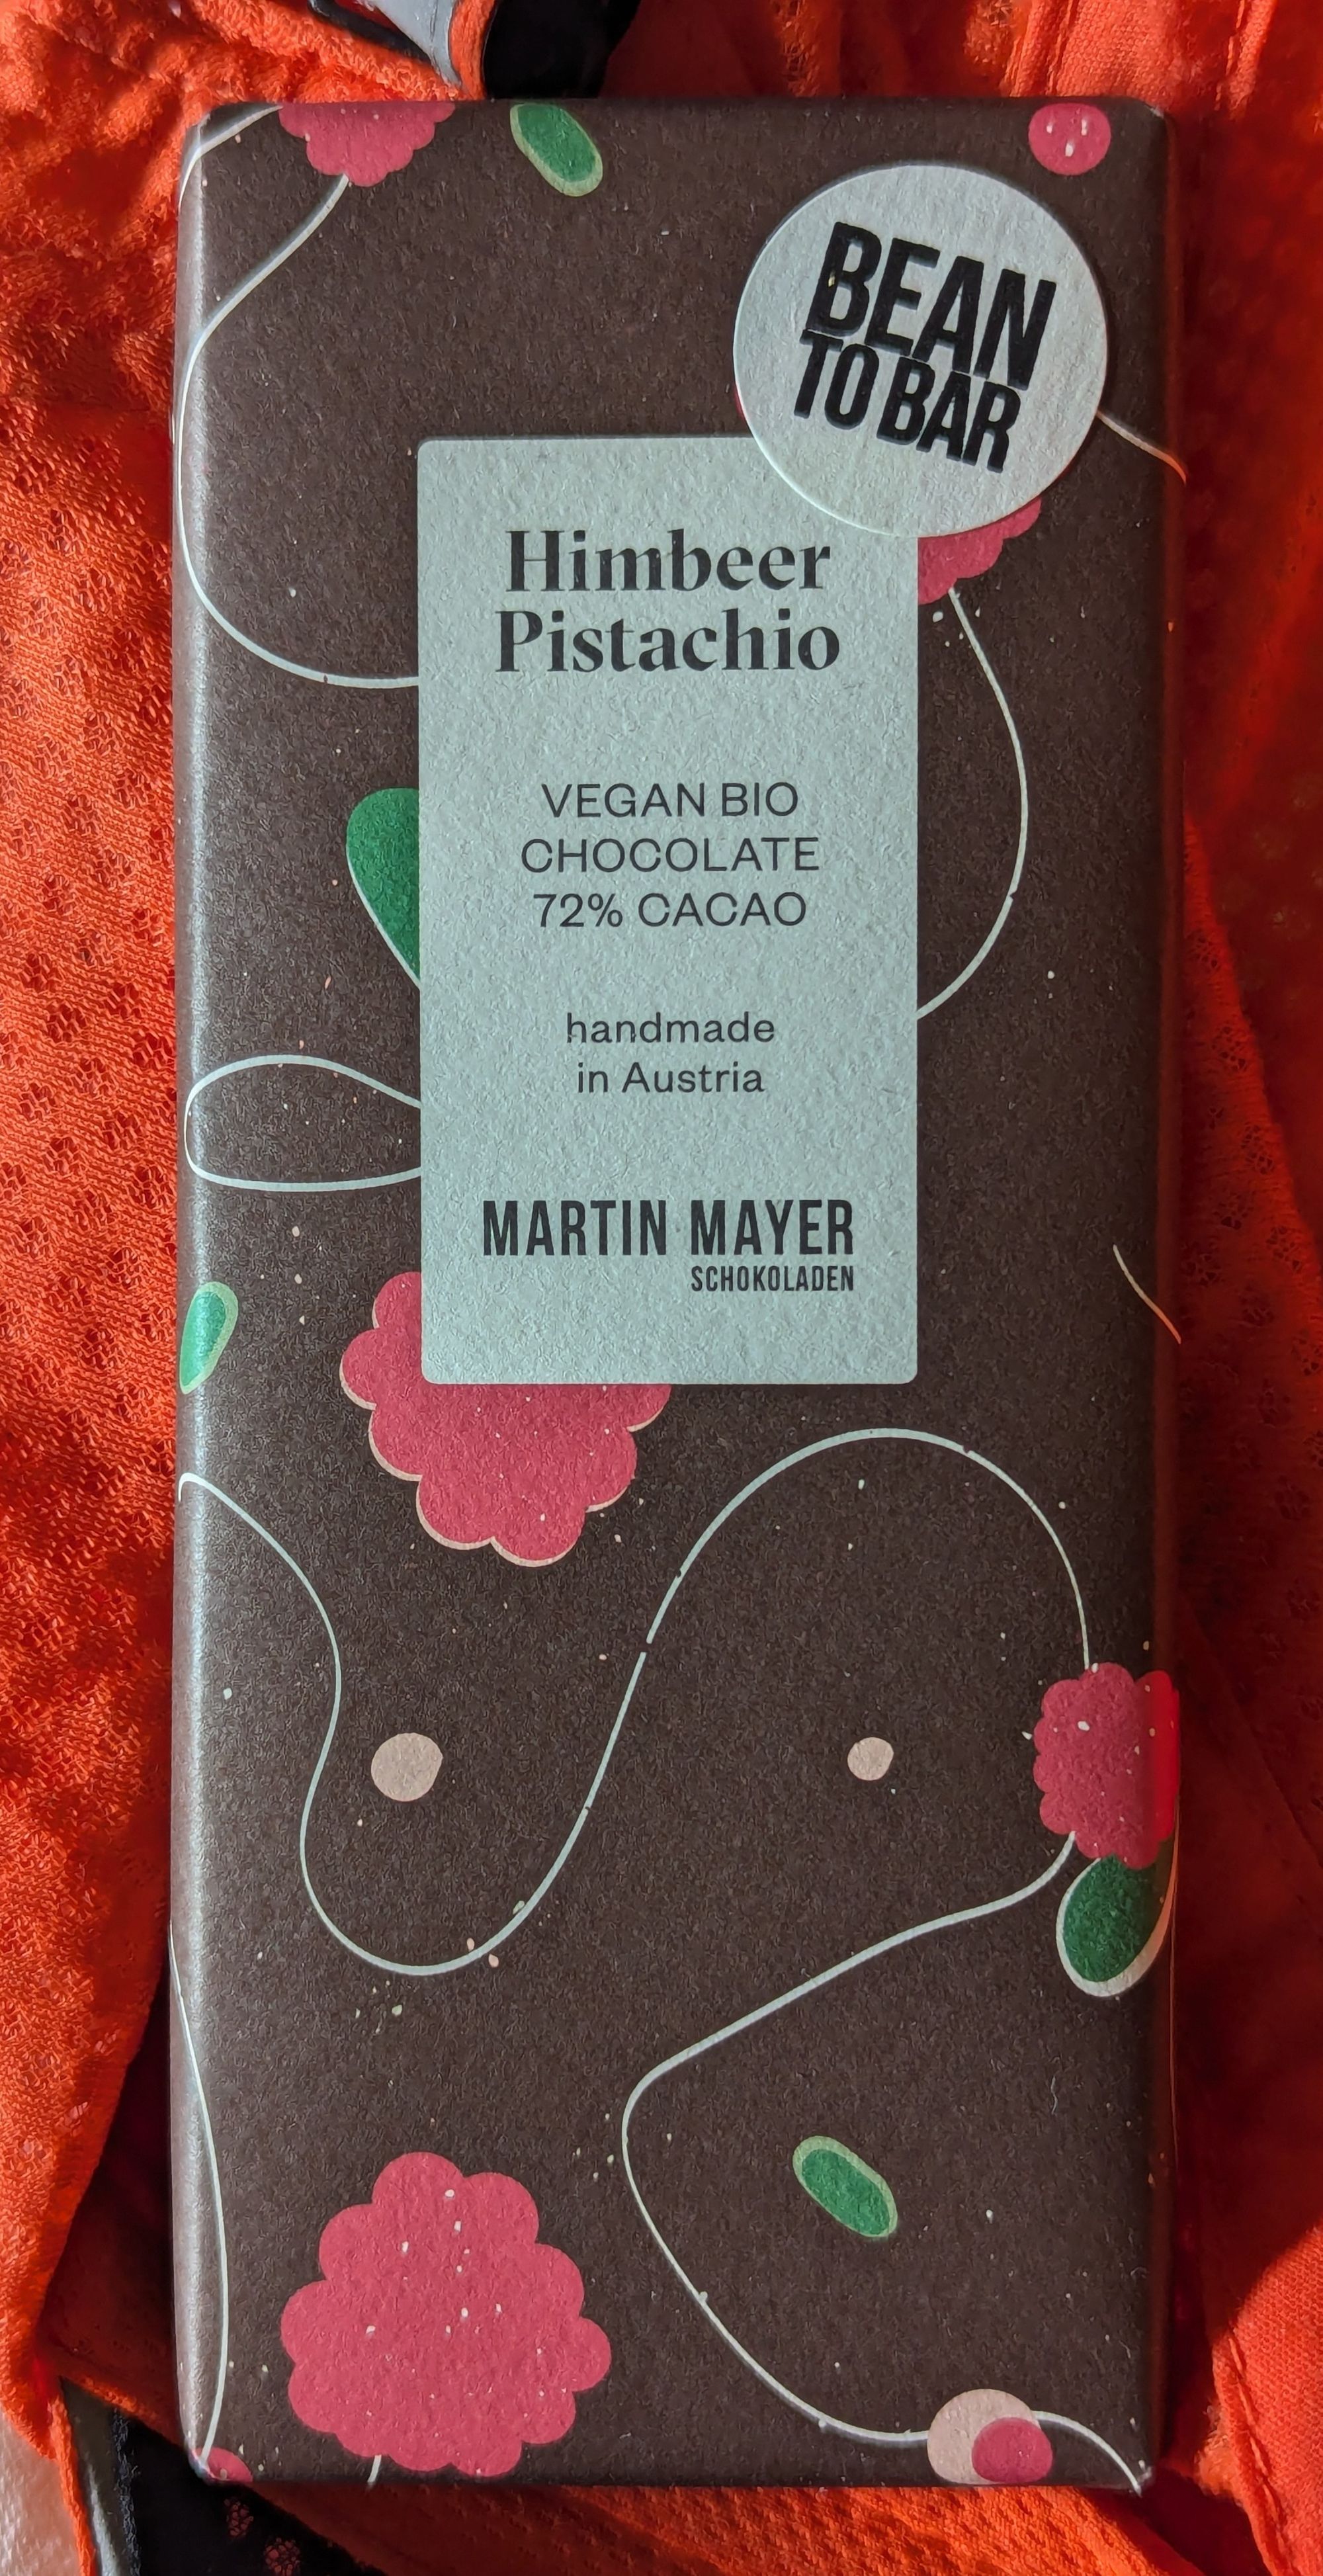 BEAN
TO BAR
Himbeer
Pistachio
VEGAN BIO
CHOCOLATE
72% CACAO
handmade
in Austria
MARTIN MAYER
SCHOKOLADEN